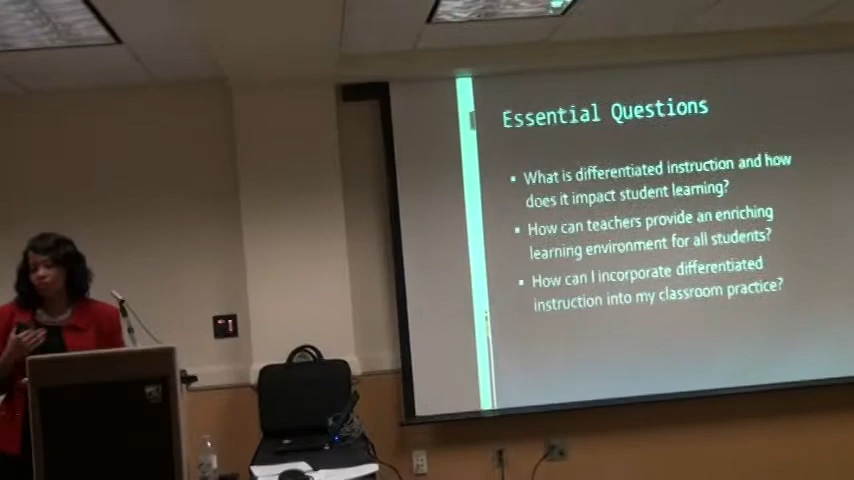 Essential Questions
▪ What is differentiated instruction and how
does it impact student learning?
▪ How can teachers provide an enriching
learning environment for all students?
▪ How can I incorporate differentiated
instruction into my classroom practice?